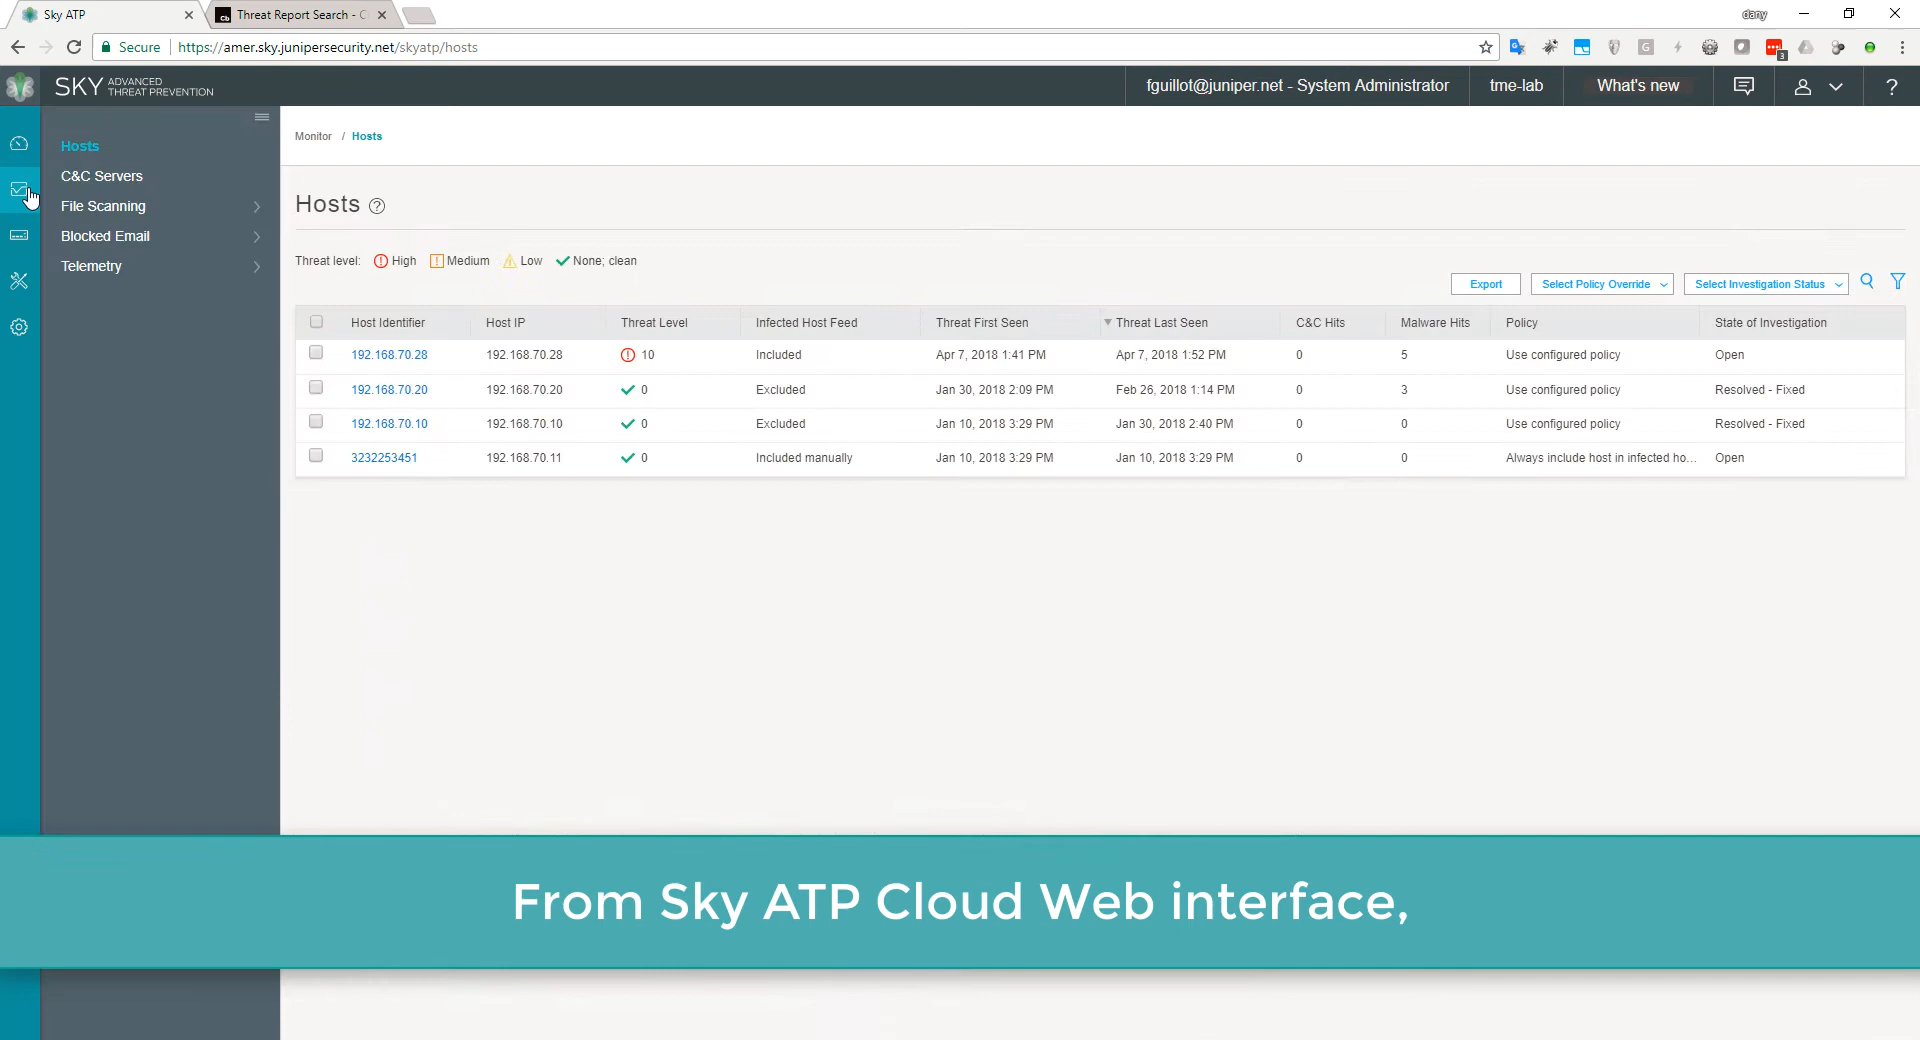 Sky ATP
Threat Report Search - C
dany
Secure
https://amer.sky.junipersecurity.net/skyatp/hosts
3
SKY ADVANCED THREAT PREVENTION
fguillot@juniper.net - System Administrator
tme-lab
What's new
?
Hosts
C&C Servers
File Scanning
Blocked Email
Telemetry
Monitor / Hosts
Hosts ?
Threat level: High Medium Low None; clean
Export
Select Policy Override
Select Investigation Status
Host Identifier Host IP Threat Level Infected Host Feed Threat First Seen Threat Last Seen C&C Hits Malware Hits Policy State of Investigation
192.168.70.28 192.168.70.28 10 Included Apr 7, 2018 1:41 PM Apr 7, 2018 1:52 PM 0 5 Use configured policy Open
192.168.70.20 192.168.70.20 0 Excluded Jan 30, 2018 2:09 PM Feb 26, 2018 1:14 PM 0 3 Use configured policy Resolved - Fixed
192.168.70.10 192.168.70.10 0 Excluded Jan 10, 2018 3:29 PM Jan 30, 2018 2:40 PM 0 0 Use configured policy Resolved - Fixed
3232253451 192.168.70.11 0 Included manually Jan 10, 2018 3:29 PM Jan 10, 2018 3:29 PM 0 0 Always include host in infected ho... Open
From Sky ATP Cloud Web interface,